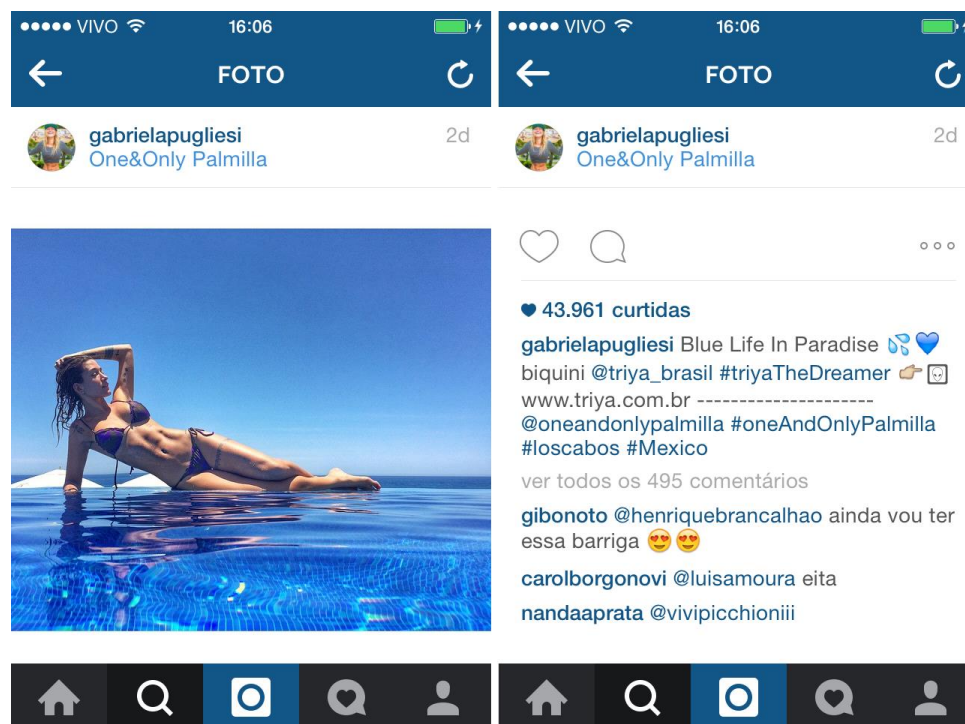 VIVO 16:06
FOTO
gabrielapugliesi 2d
One&Only Palmilla
VIVO 16:06
FOTO
gabrielapugliesi 2d
One&Only Palmilla
43.961 curtidas
gabrielapugliesi Blue Life In Paradise 💦💙
biquini @triya_brasil #triyaTheDreamer 👉
www.triya.com.br ---------------------
@oneandonlypalmilla #oneAndOnlyPalmilla
#loscabos #Mexico
ver todos os 495 comentários
gibonoto @henriquebrancalhao ainda vou ter
essa barriga 😍😍
carolborgonovi @luisamoura eita
nandaaprata @vivipicchioniii